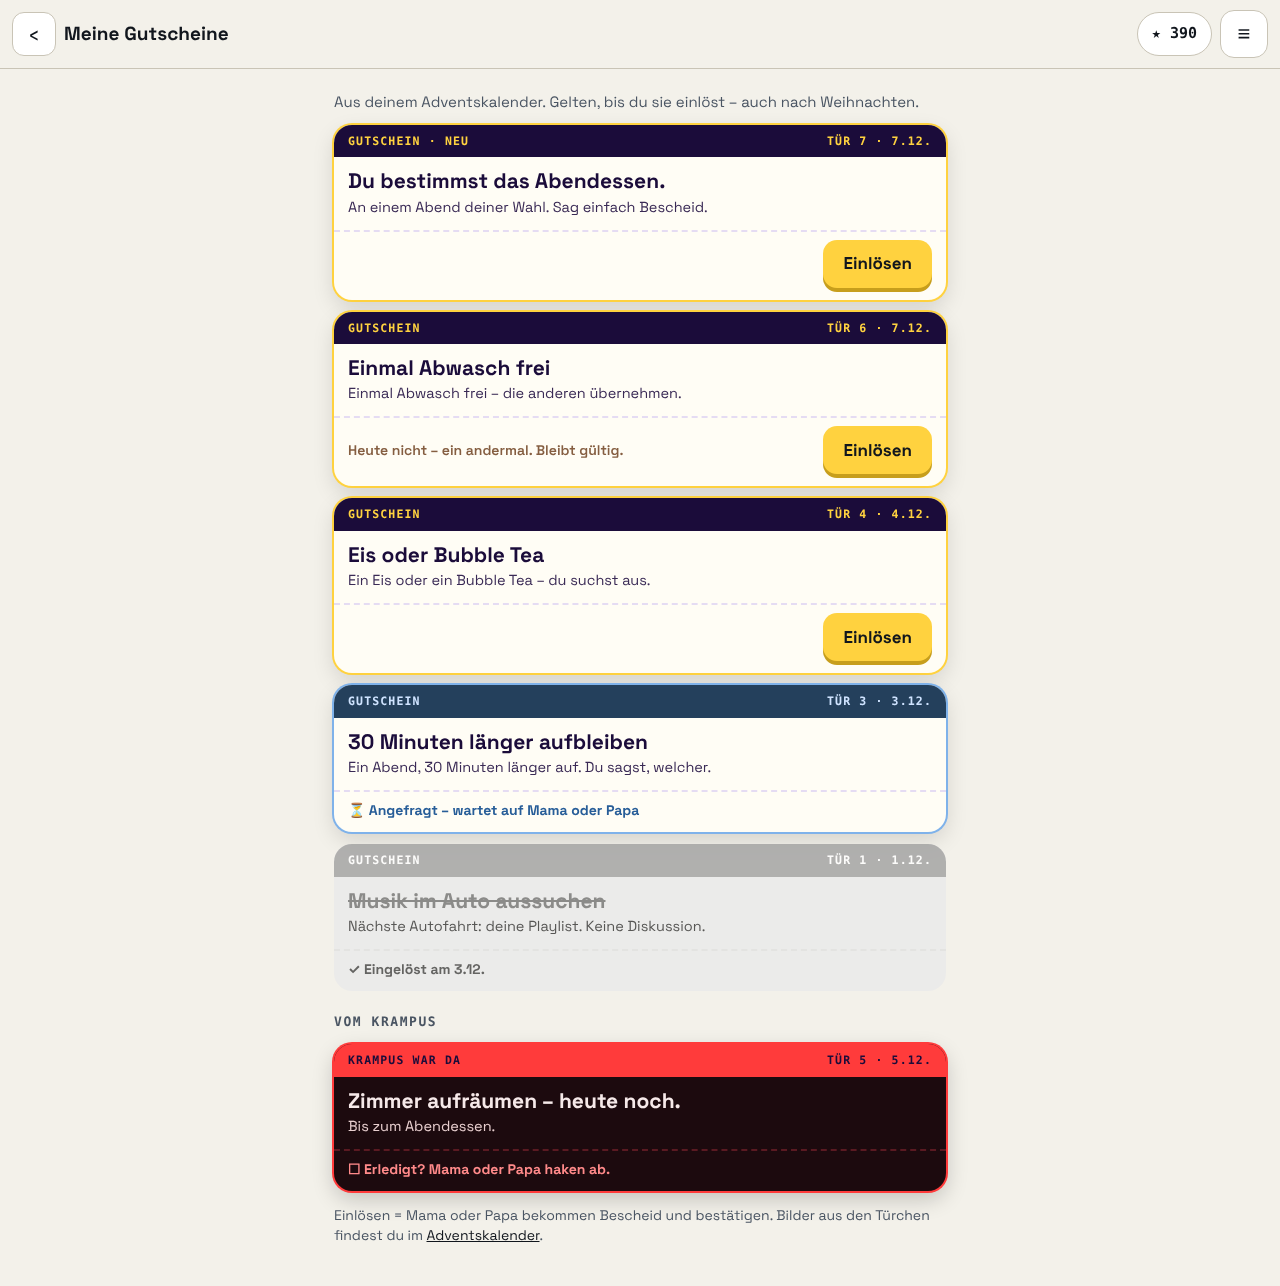 < Meine Gutscheine ★ 390 ≡
Aus deinem Adventskalender. Gelten, bis du sie einlöst – auch nach Weihnachten.
GUTSCHEIN · NEU TÜR 7 · 7.12.
Du bestimmst das Abendessen.
An einem Abend deiner Wahl. Sag einfach Bescheid.
Einlösen
GUTSCHEIN TÜR 6 · 7.12.
Einmal Abwasch frei
Einmal Abwasch frei – die anderen übernehmen.
Heute nicht – ein andermal. Bleibt gültig. Einlösen
GUTSCHEIN TÜR 4 · 4.12.
Eis oder Bubble Tea
Ein Eis oder ein Bubble Tea – du suchst aus.
Einlösen
GUTSCHEIN TÜR 3 · 3.12.
30 Minuten länger aufbleiben
Ein Abend, 30 Minuten länger auf. Du sagst, welcher.
⏳ Angefragt – wartet auf Mama oder Papa
GUTSCHEIN TÜR 1 · 1.12.
Musik im Auto aussuchen
Nächste Autofahrt: deine Playlist. Keine Diskussion.
✓ Eingelöst am 3.12.
VOM KRAMPUS
KRAMPUS WAR DA TÜR 5 · 5.12.
Zimmer aufräumen – heute noch.
Bis zum Abendessen.
☐ Erledigt? Mama oder Papa haken ab.
Einlösen = Mama oder Papa bekommen Bescheid und bestätigen. Bilder aus den Türchen
findest du im Adventskalender.